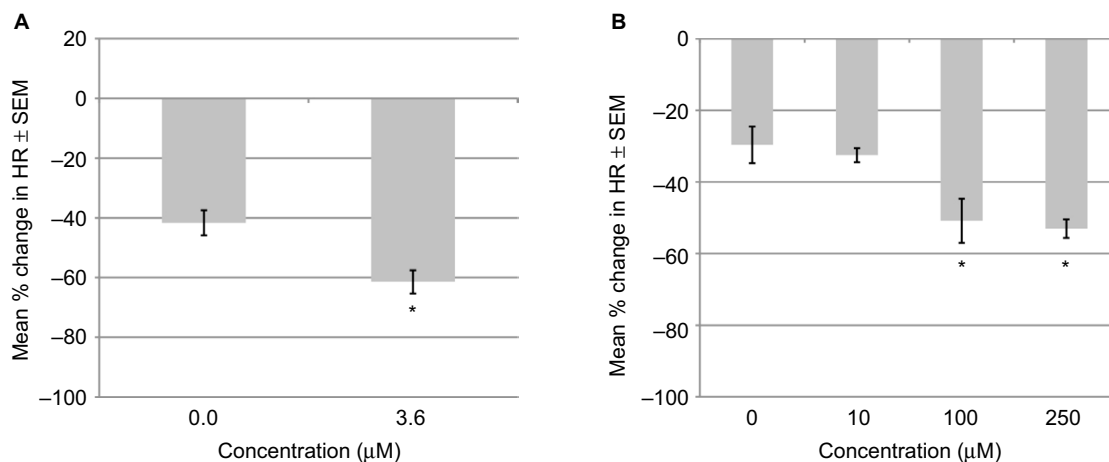 A
Mean % change in HR ± SEM
20
0
–20
–40
–60
–80
–100
*
0.0 3.6
Concentration (μM)
B
Mean % change in HR ± SEM
0
–20
–40
–60
–80
–100
* *
0 10 100 250
Concentration (μM)